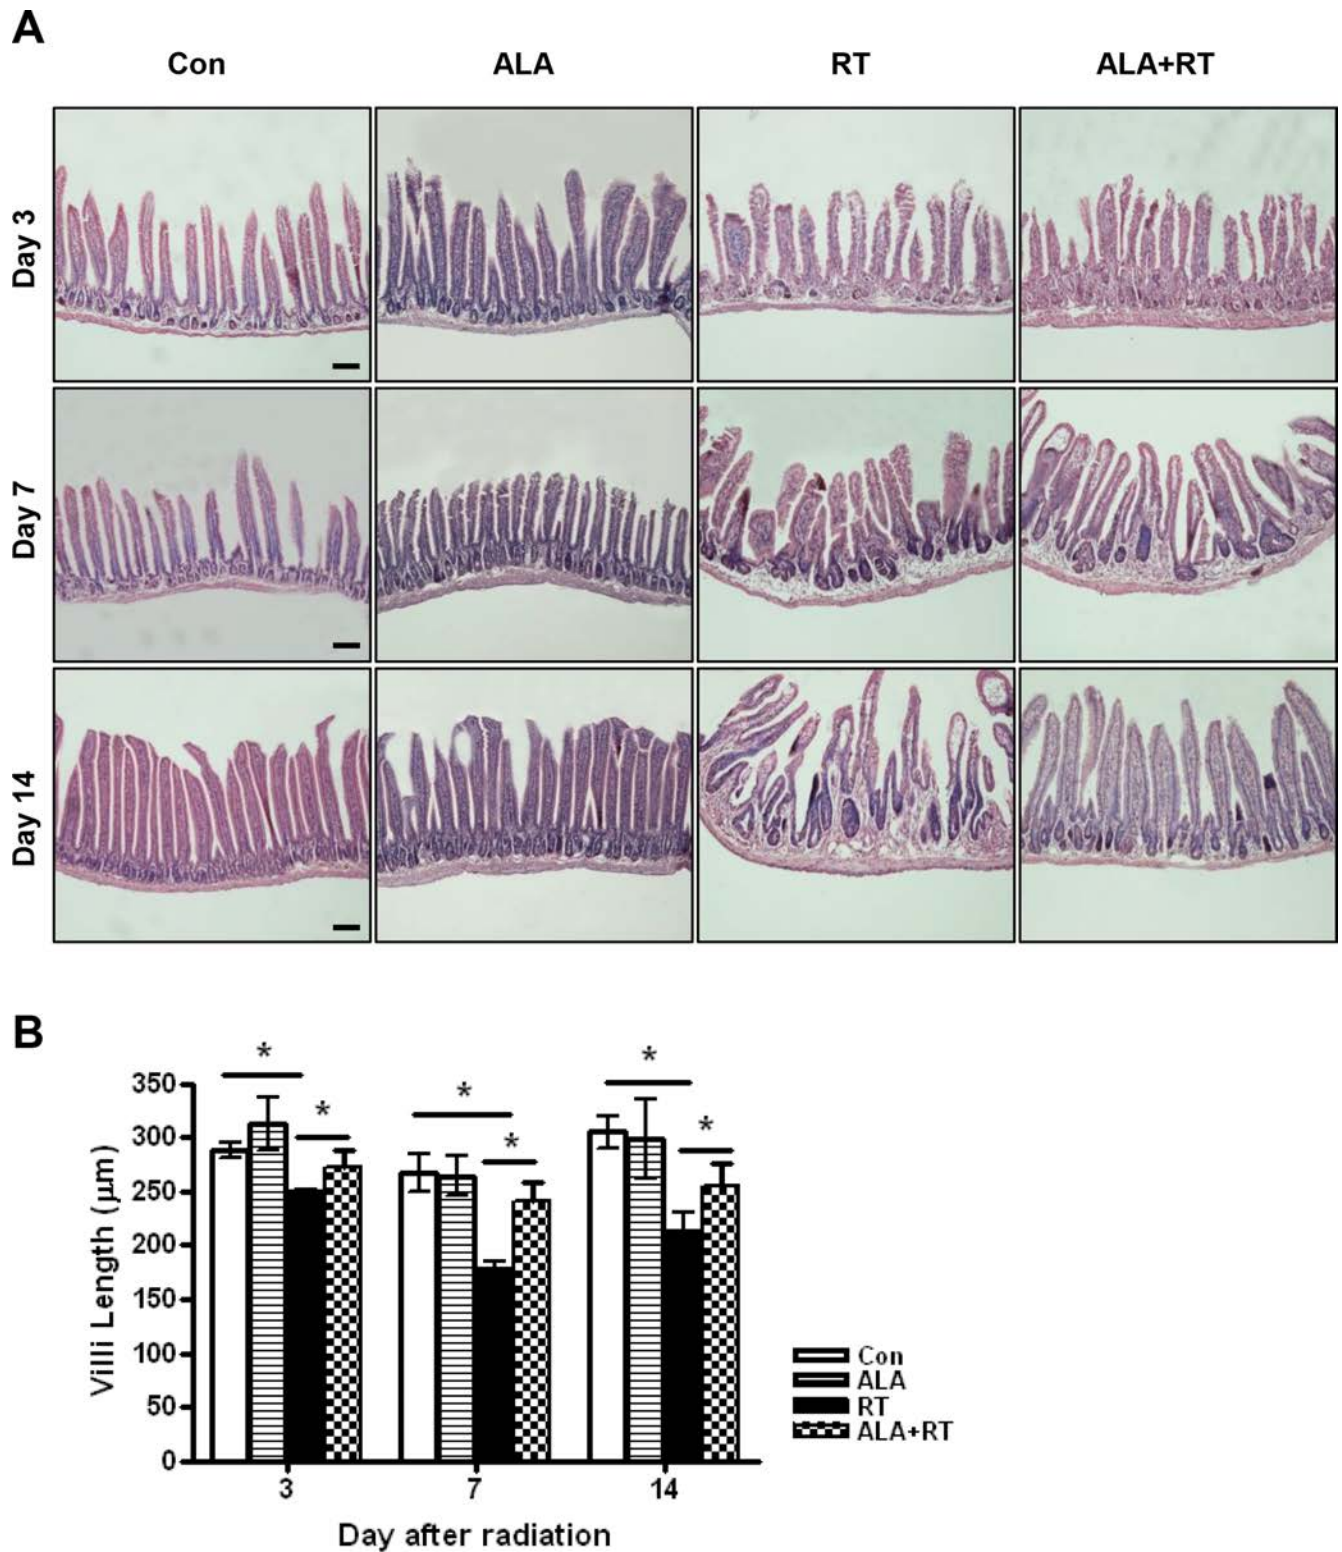 A
Con ALA RT ALA+RT
Day 3
Day 7
Day 14
B
* * *
* * *
350
300
250
200
150
100
50
0
Villi Length (μm)
3 7 14
Day after radiation
Con
ALA
RT
ALA+RT